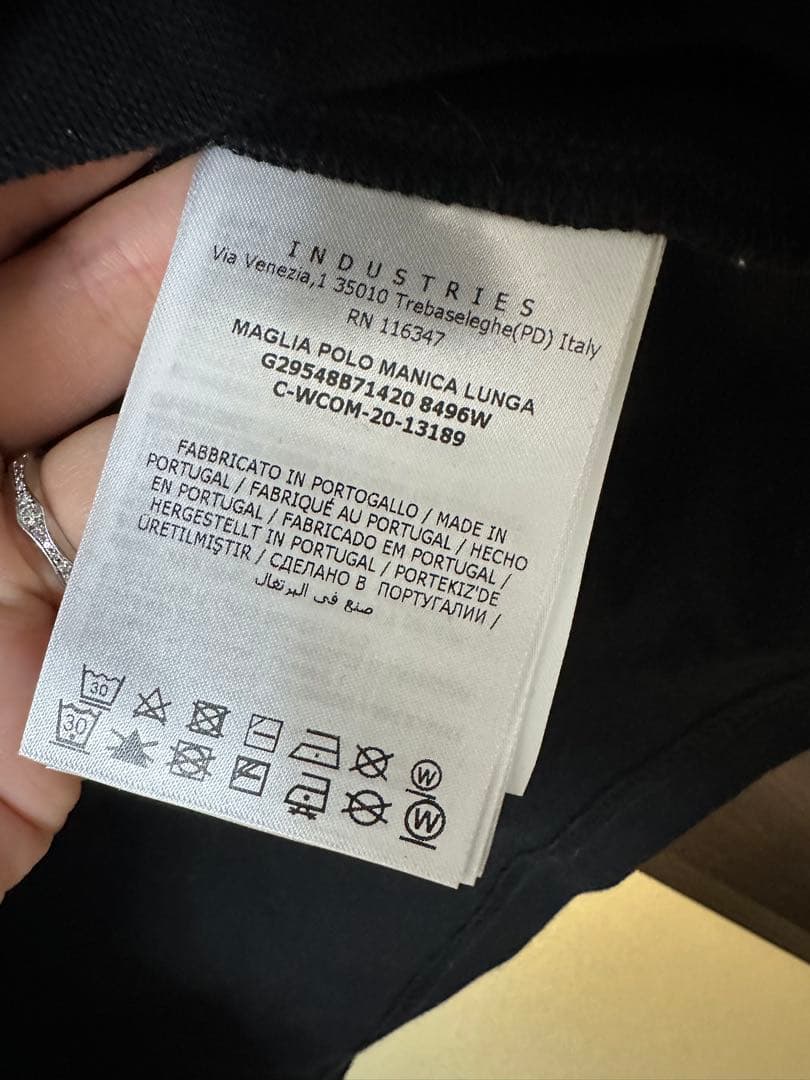 INDUSTRIES
Via Venezia,1 35010 Trebaseleghe(PD) Italy
RN 116347
MAGLIA POLO MANICA LUNGA
G29548B71420 8496W
C-WCOM-20-13189
FABBRICATO IN PORTOGALLO / MADE IN
PORTUGAL / FABRIQUÉ AU PORTUGAL / HECHO
EN PORTUGAL / FABRICADO EM PORTUGAL /
HERGESTELLT IN PORTUGAL / PORTEKIZ'DE
ÜRETILMIŞTIR / СДЕЛАНО В ПОРТУГАЛИИ /
صنع في البرتغال
30 W
30 W